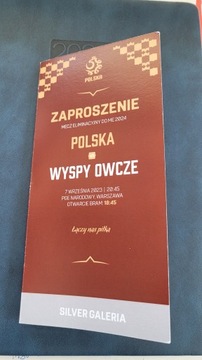 POLSKA
ZAPROSZENIE
MECZ ELIMINACYJNY DO ME 2024
POLSKA
WYSPY OWCZE
7 WRZEŚNIA 2023 | 20:45
PGE NARODOWY, WARSZAWA
OTWARCIE BRAM 18:45
Łączy nas piłka
SILVER GALERIA